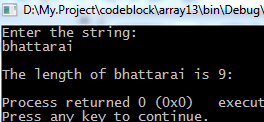 D:\My.Project\codeblock\array13\bin\Debug\
Enter the string:
bhattarai
The length of bhattarai is 9:
Process returned 0 (0x0)   execut
Press any key to continue.